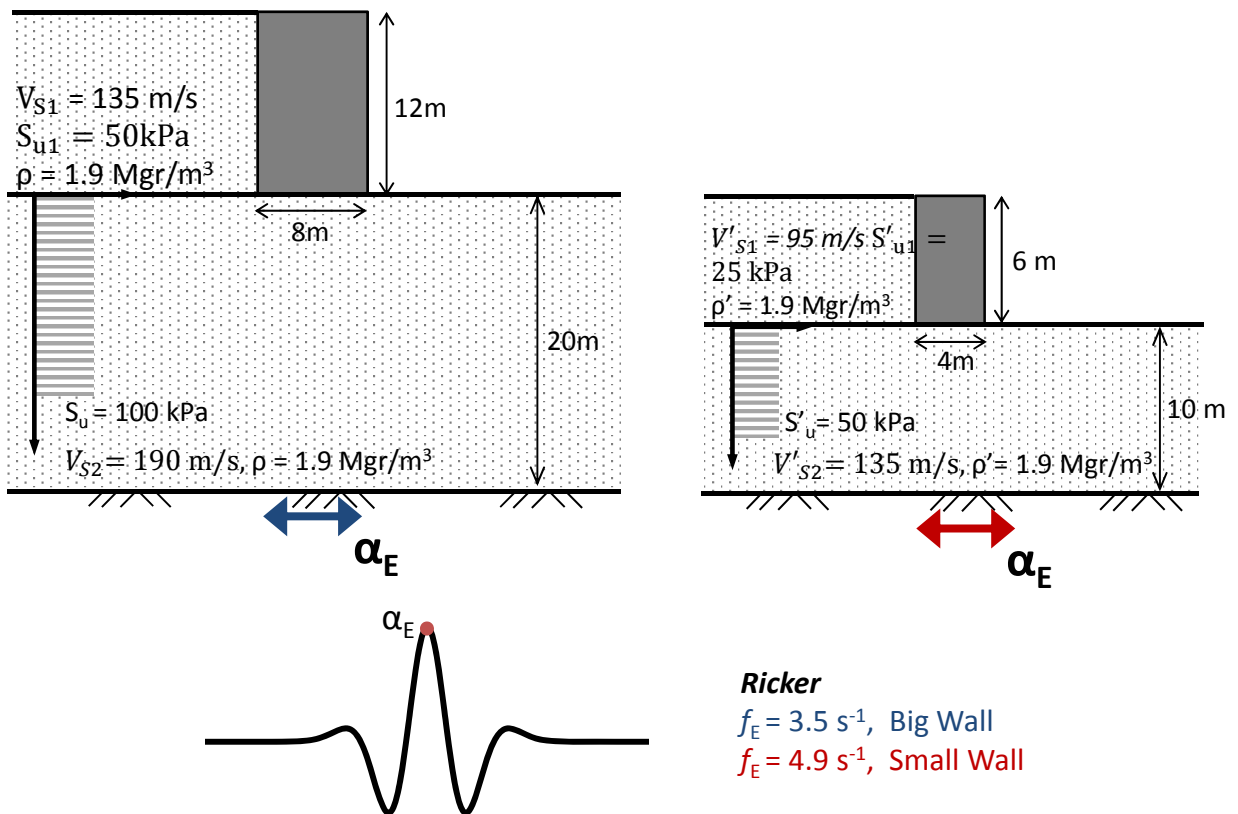 V_S1 = 135 m/s
S_u1 = 50kPa
ρ = 1.9 Mgr/m³
12m
8m
20m
S_u = 100 kPa
V_S2 = 190 m/s, ρ = 1.9 Mgr/m³
α_E
V'_S1 = 95 m/s S'_u1 =
25 kPa
ρ' = 1.9 Mgr/m³
6 m
4m
10 m
S'_u = 50 kPa
V'_S2 = 135 m/s, ρ' = 1.9 Mgr/m³
α_E
α_E
Ricker
f_E = 3.5 s⁻¹, Big Wall
f_E = 4.9 s⁻¹, Small Wall